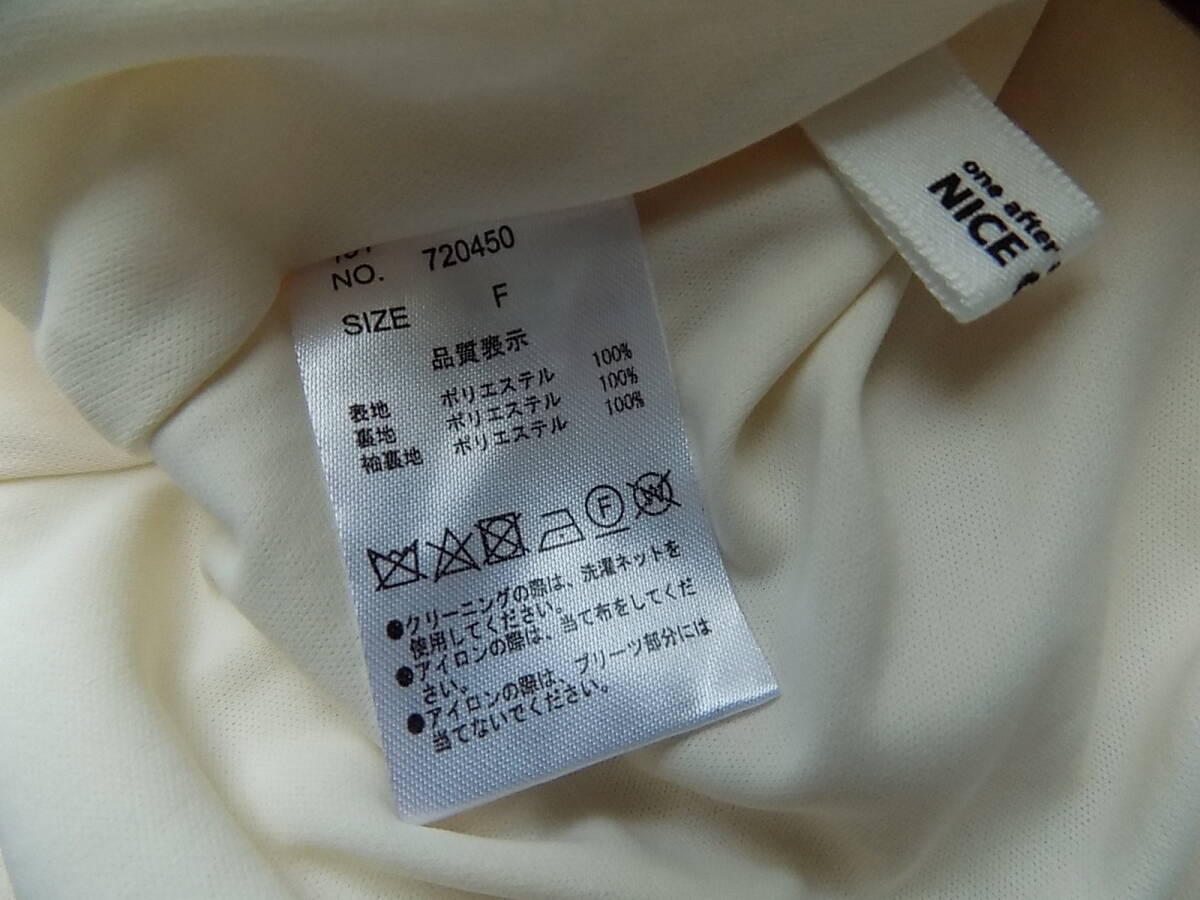 NO. 720450
SIZE F
品質表示
表地 ポリエステル 100%
裏地 ポリエステル 100%
袖裏地 ポリエステル 100%
F W
●クリーニングの際は、洗濯ネットを
使用してください。
●アイロンの際は、当て布をしてくだ
さい。
●アイロンの際は、プリーツ部分には
当てないでください。
one after
NICE